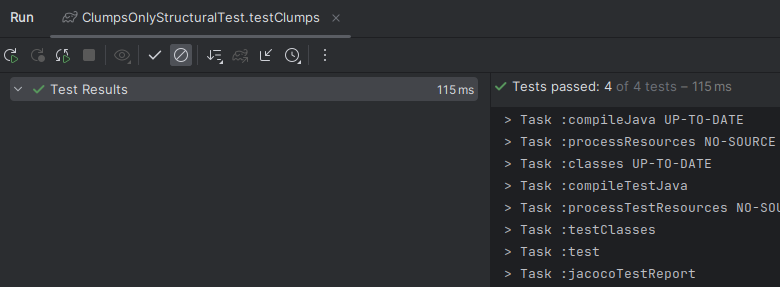 Run ClumpsOnlyStructuralTest.testClumps
Test Results 115 ms
Tests passed: 4 of 4 tests – 115 ms
> Task :compileJava UP-TO-DATE
> Task :processResources NO-SOURCE
> Task :classes UP-TO-DATE
> Task :compileTestJava
> Task :processTestResources NO-SOU
> Task :testClasses
> Task :test
> Task :jacocoTestReport